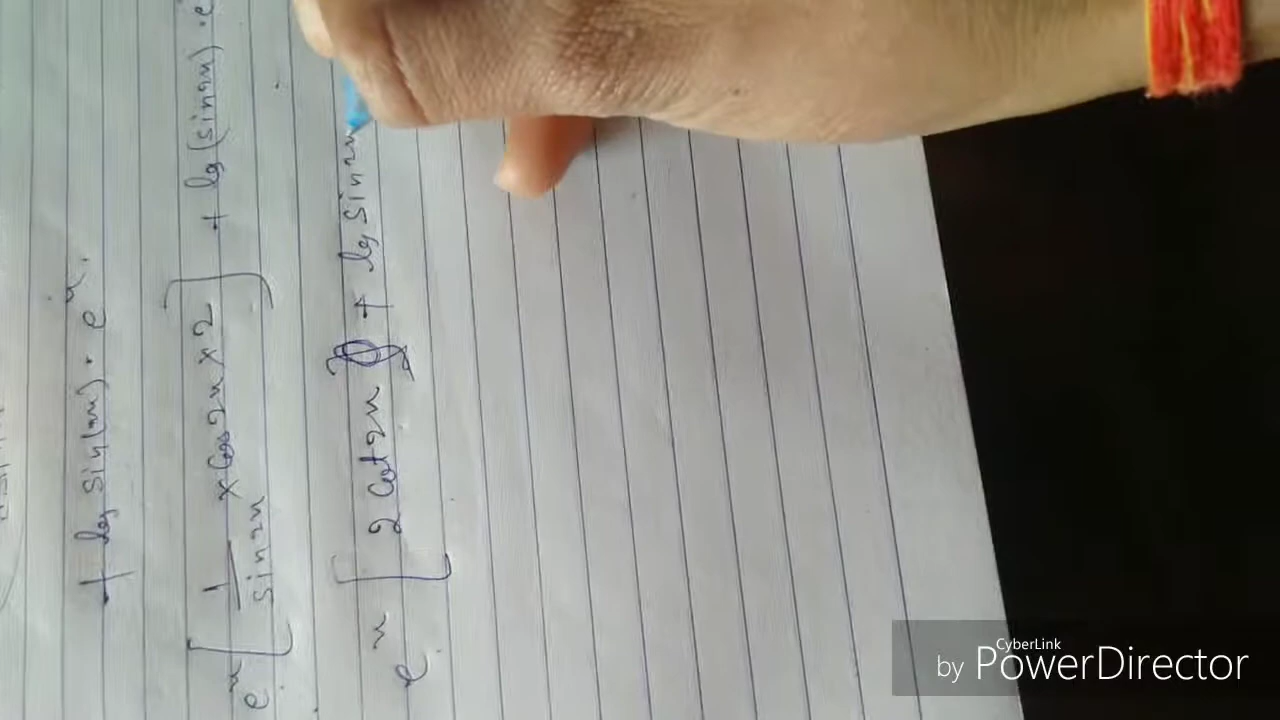 + log sin(2x) · e^x.
e^x [ 1/sin2x × cos2x × 2 ] + log (sin2x) · e
e^x [ 2 cot2x + log sin2x
CyberLink
by PowerDirector